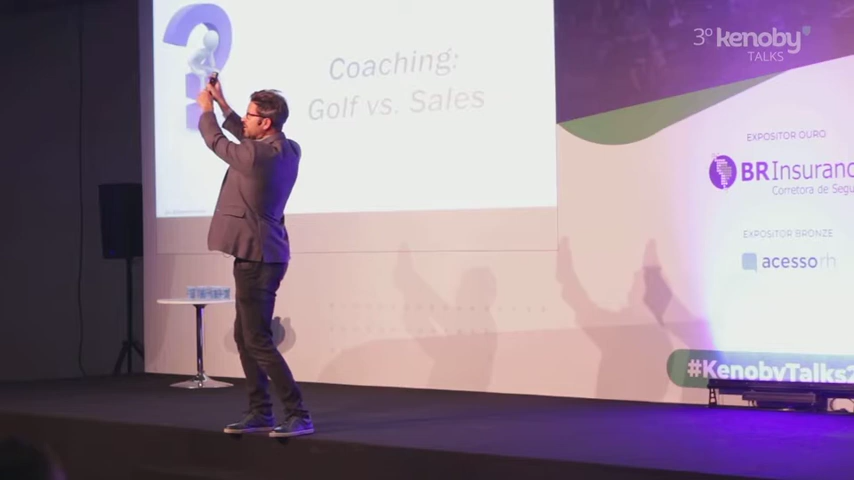 3º kenoby
TALKS
Coaching:
Golf vs. Sales
EXPOSITOR OURO
BRInsuranc
Corretora de Segu
EXPOSITOR BRONZE
acessorh
#KenobyTalks2